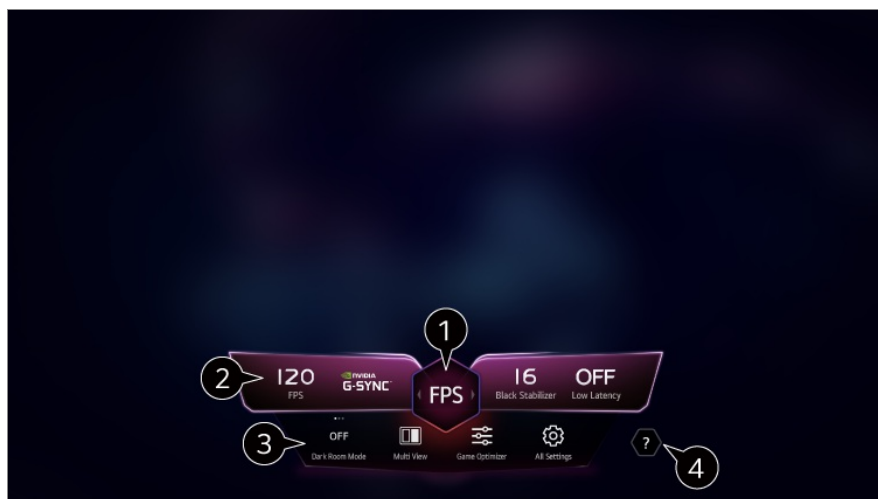 1
2
120
FPS
NVIDIA
G-SYNC
FPS
16
Black Stabilizer
OFF
Low Latency
3
OFF
Dark Room Mode
Multi View
Game Optimizer
All Settings
?
4